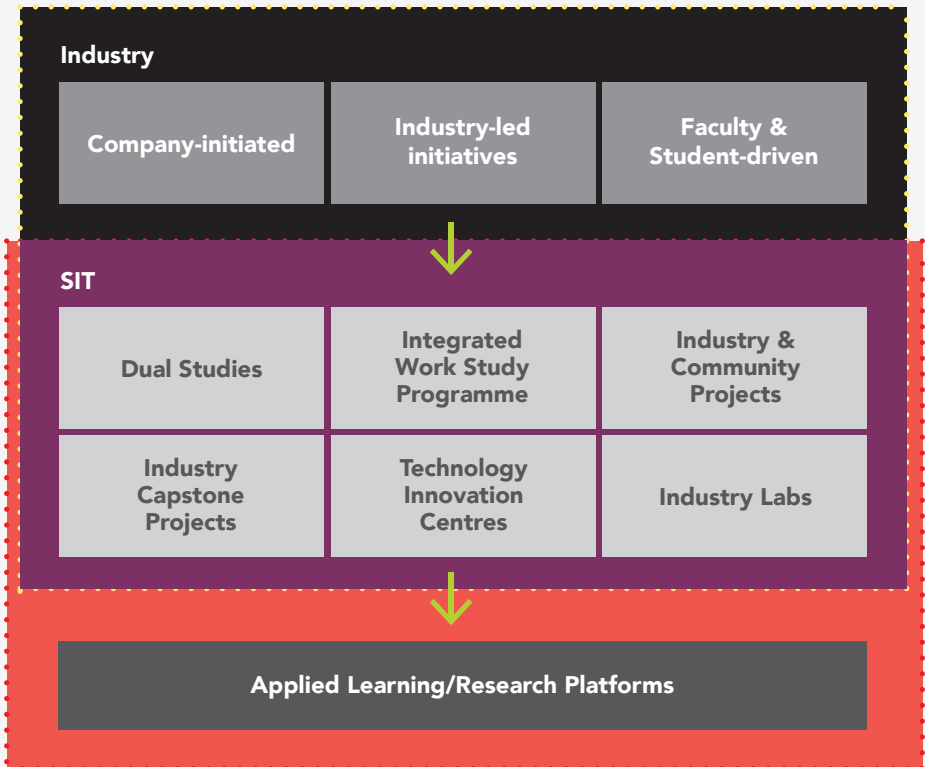 Industry
Company-initiated
Industry-led
initiatives
Faculty &
Student-driven
SIT
Dual Studies
Integrated
Work Study
Programme
Industry &
Community
Projects
Industry
Capstone
Projects
Technology
Innovation
Centres
Industry Labs
Applied Learning/Research Platforms